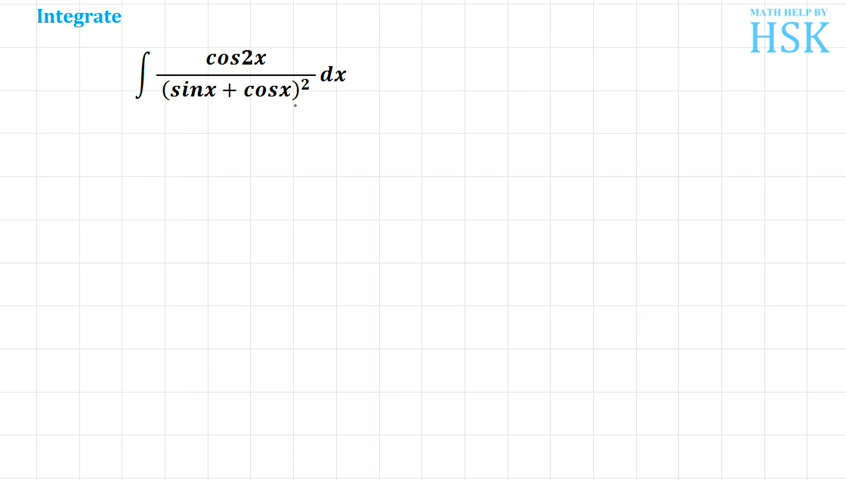 Integrate
MATH HELP BY
HSK
∫ cos2x / (sinx + cosx)² dx